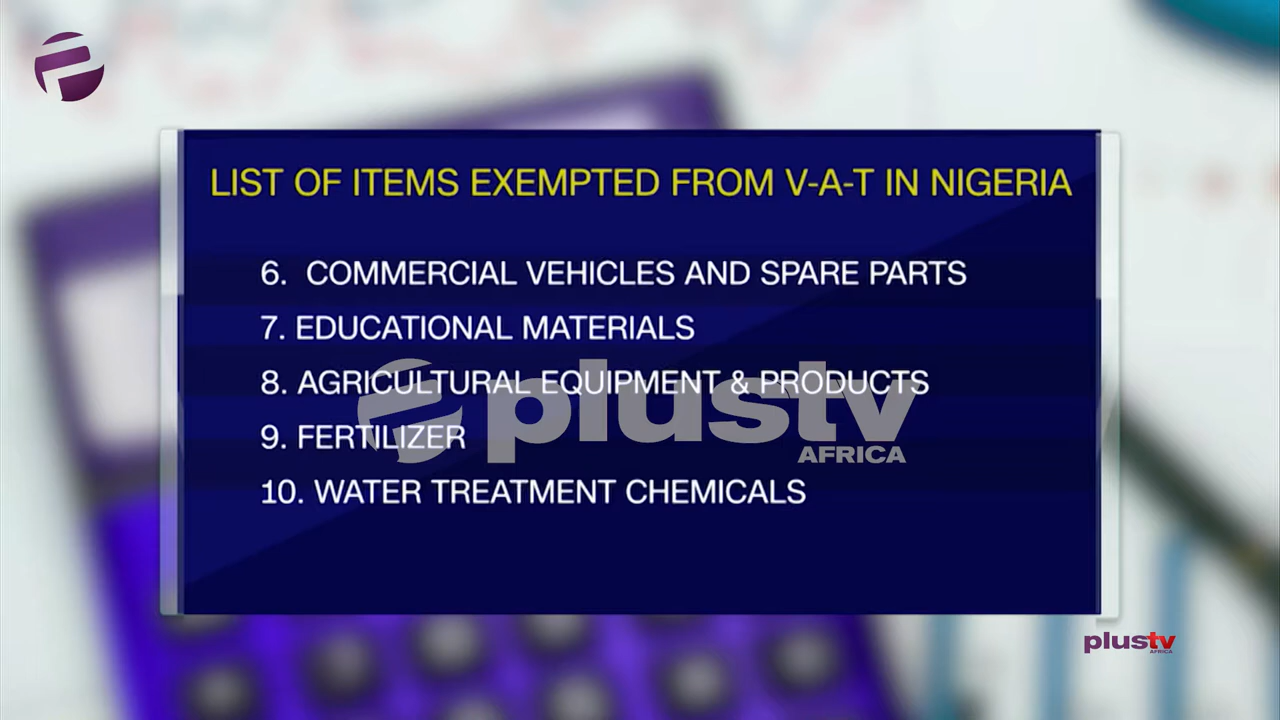 LIST OF ITEMS EXEMPTED FROM V-A-T IN NIGERIA
6. COMMERCIAL VEHICLES AND SPARE PARTS
7. EDUCATIONAL MATERIALS
8. AGRICULTURAL EQUIPMENT & PRODUCTS
9. FERTILIZER
10. WATER TREATMENT CHEMICALS
plustv
AFRICA
plustv
AFRICA